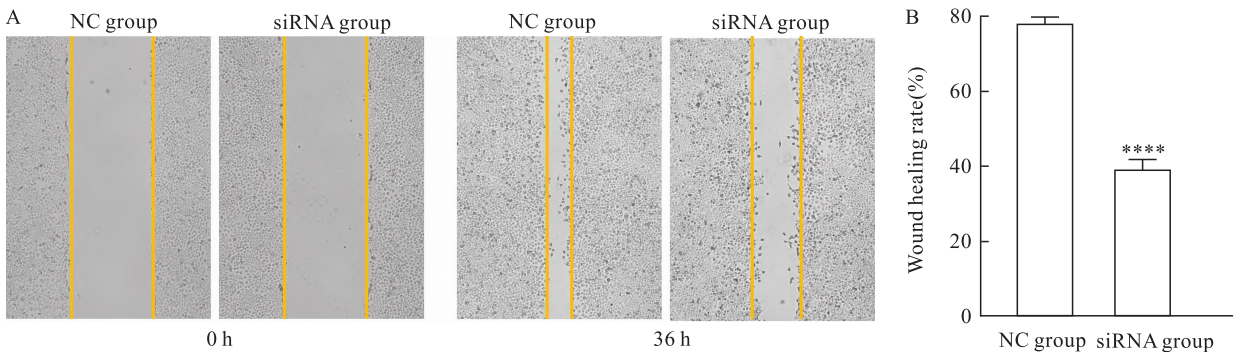 A
NC group
siRNA group
NC group
siRNA group
0 h
36 h
B
Wound healing rate(%)
80
60
40
20
0
****
NC group
siRNA group